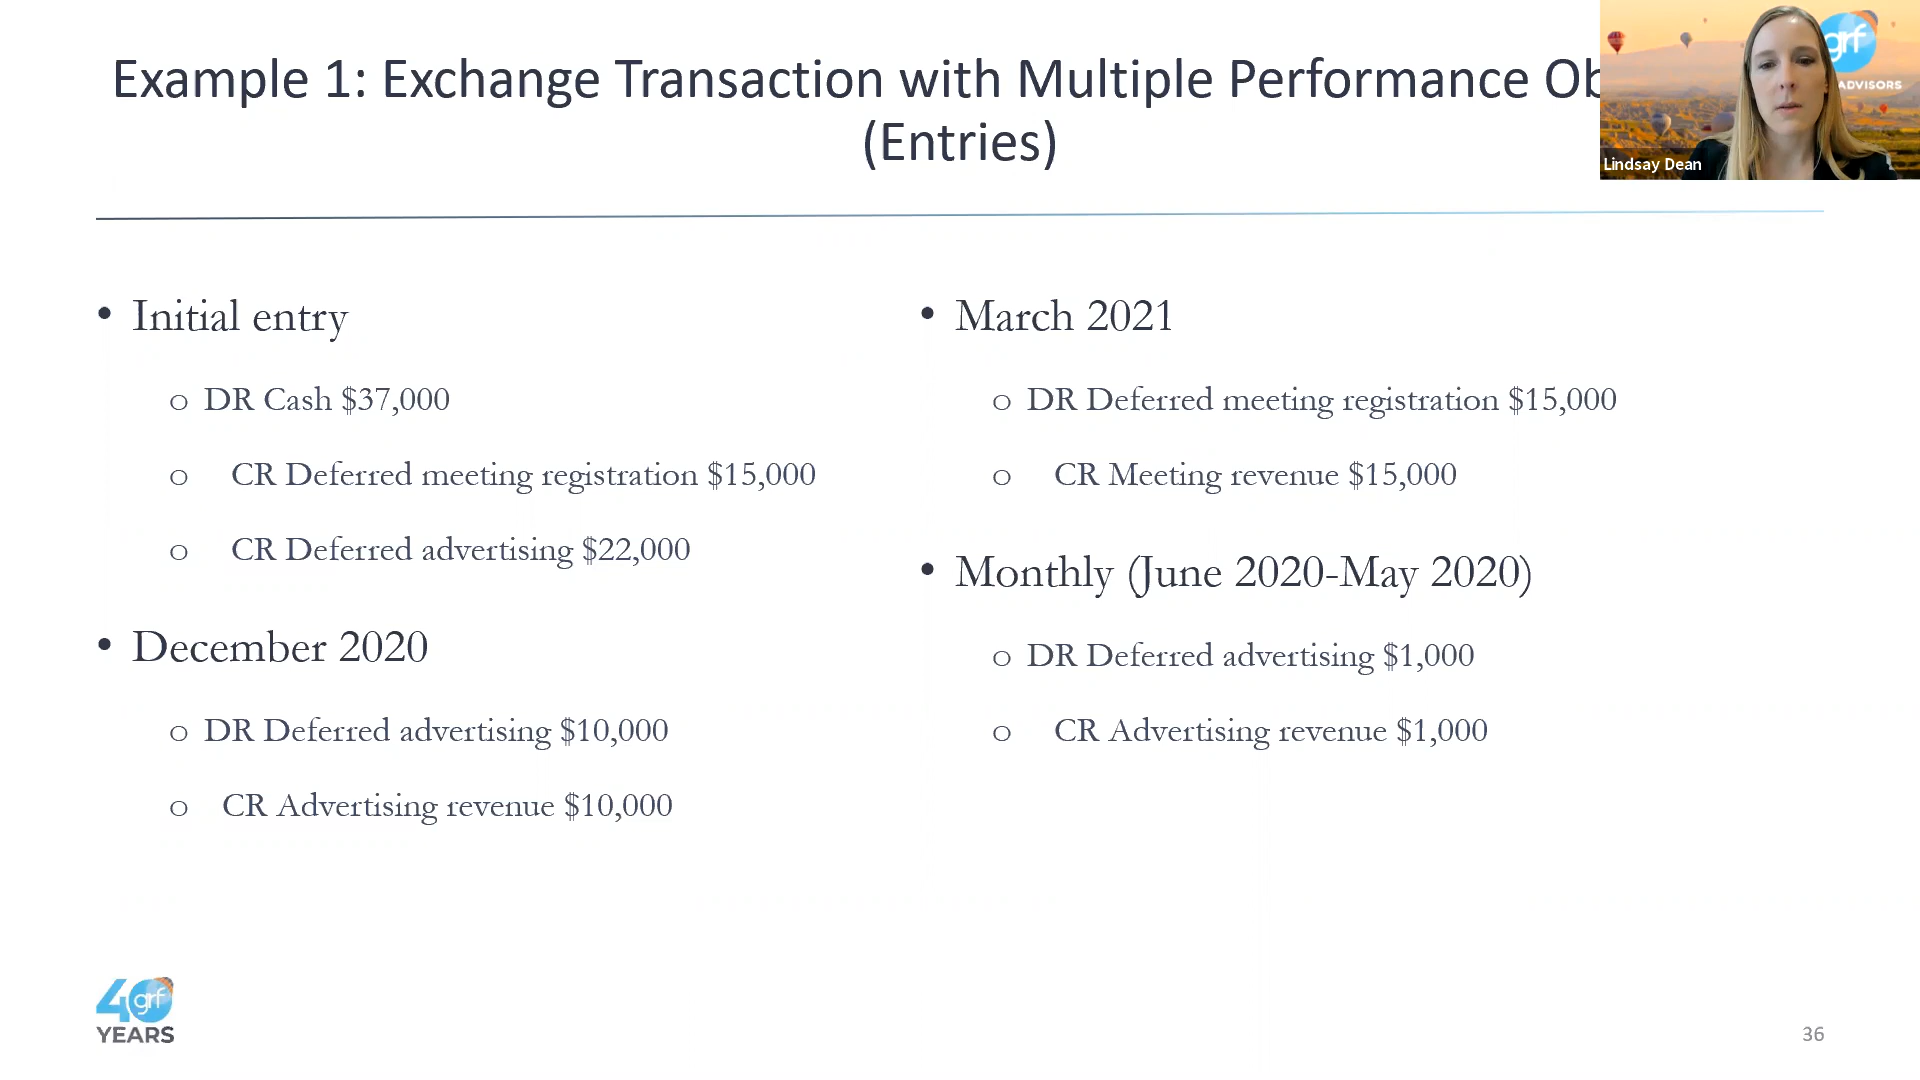 Example 1: Exchange Transaction with Multiple Performance
(Entries)
grf
ADVISORS
Lindsay Dean
• Initial entry
o DR Cash $37,000
o CR Deferred meeting registration $15,000
o CR Deferred advertising $22,000
• December 2020
o DR Deferred advertising $10,000
o CR Advertising revenue $10,000
• March 2021
o DR Deferred meeting registration $15,000
o CR Meeting revenue $15,000
• Monthly (June 2020-May 2020)
o DR Deferred advertising $1,000
o CR Advertising revenue $1,000
40 grf
YEARS
36